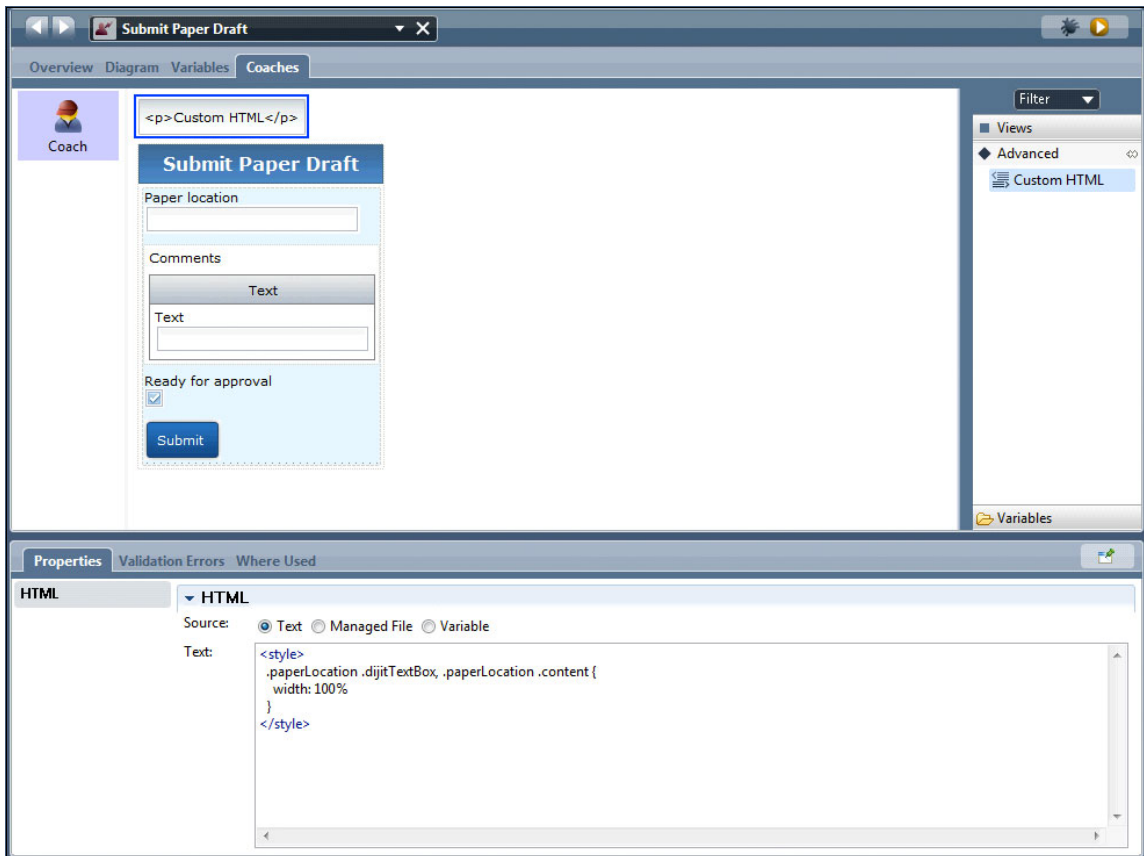 Submit Paper Draft
Overview Diagram Variables Coaches
Coach
<p>Custom HTML</p>
Submit Paper Draft
Paper location
Comments
Text
Text
Ready for approval
Submit
Filter
Views
Advanced
Custom HTML
Variables
Properties Validation Errors Where Used
HTML
HTML
Source: Text Managed File Variable
Text:
<style>
.paperLocation .dijitTextBox, .paperLocation .content {
width: 100%
}
</style>